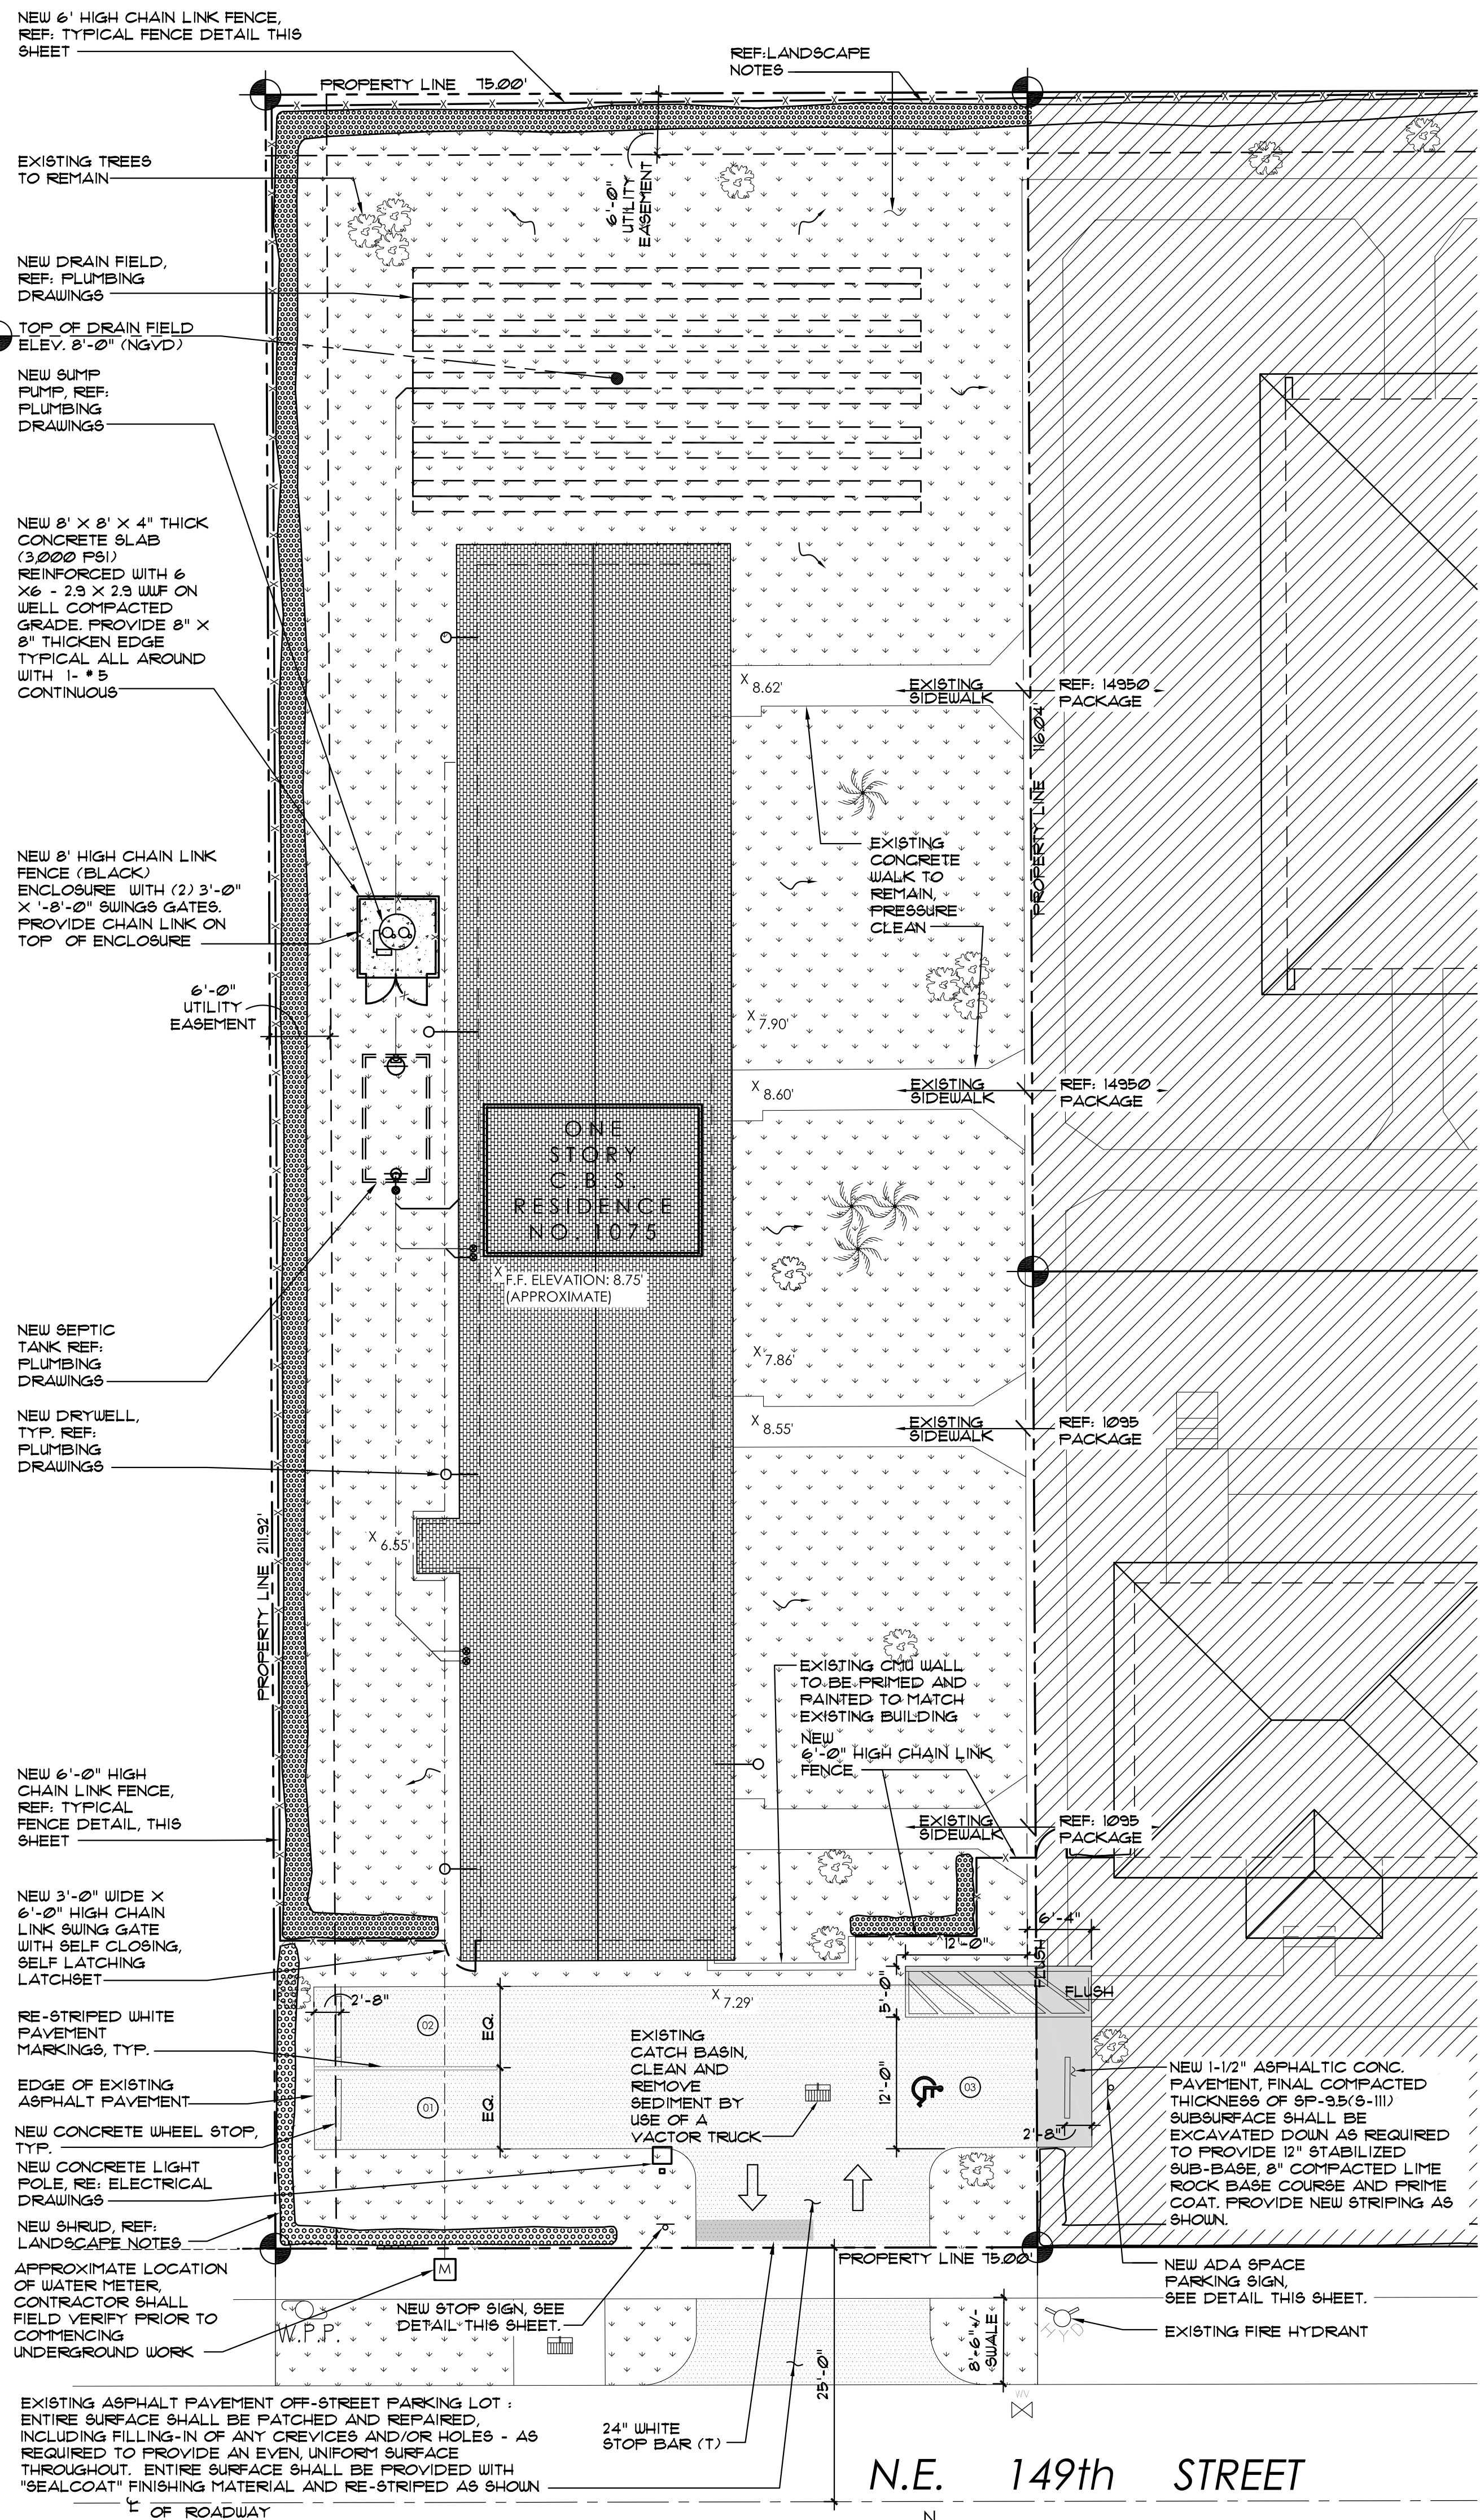 NEW 6' HIGH CHAIN LINK FENCE,
REF: TYPICAL FENCE DETAIL THIS
SHEET
REF:LANDSCAPE
NOTES
PROPERTY LINE 75.00'
EXISTING TREES
TO REMAIN
6'-0"
UTILITY
EASEMENT
NEW DRAIN FIELD,
REF: PLUMBING
DRAWINGS
TOP OF DRAIN FIELD
ELEV. 8'-0" (NGVD)
NEW SUMP
PUMP, REF:
PLUMBING
DRAWINGS
NEW 8' X 8' X 4" THICK
CONCRETE SLAB
(3,000 PSI)
REINFORCED WITH 6
X6 - 2.9 X 2.9 WWF ON
WELL COMPACTED
GRADE. PROVIDE 8" X
8" THICKEN EDGE
TYPICAL ALL AROUND
WITH 1- #5
CONTINUOUS
X 8.62'
EXISTING
SIDEWALK
REF: 14950
PACKAGE
PROPERTY LINE 116.04'
EXISTING
CONCRETE
WALK TO
REMAIN,
PRESSURE
CLEAN
NEW 8' HIGH CHAIN LINK
FENCE (BLACK)
ENCLOSURE WITH (2) 3'-0"
X '-8'-0" SWINGS GATES.
PROVIDE CHAIN LINK ON
TOP OF ENCLOSURE
6'-0"
UTILITY
EASEMENT
X 7.90'
X 8.60'
EXISTING
SIDEWALK
REF: 14950
PACKAGE
ONE
STORY
C.B.S.
RESIDENCE
NO. 1075
X F.F. ELEVATION: 8.75'
(APPROXIMATE)
NEW SEPTIC
TANK REF:
PLUMBING
DRAWINGS
X 7.86'
NEW DRYWELL,
TYP. REF:
PLUMBING
DRAWINGS
X 8.55'
EXISTING
SIDEWALK
REF: 1095
PACKAGE
X 6.55'
PROPERTY LINE 211.92'
EXISTING CMU WALL
TO BE PRIMED AND
PAINTED TO MATCH
EXISTING BUILDING
NEW
6'-0" HIGH CHAIN LINK
FENCE
NEW 6'-0" HIGH
CHAIN LINK FENCE,
REF: TYPICAL
FENCE DETAIL, THIS
SHEET
EXISTING
SIDEWALK
REF: 1095
PACKAGE
NEW 3'-0" WIDE X
6'-0" HIGH CHAIN
LINK SWING GATE
WITH SELF CLOSING,
SELF LATCHING
LATCHSET
6'-4"
12'-0"
FLUSH
FLUSH
5'-0"
2'-8"
X 7.29'
RE-STRIPED WHITE
PAVEMENT
MARKINGS, TYP.
02
EQ.
EXISTING
CATCH BASIN,
CLEAN AND
REMOVE
SEDIMENT BY
USE OF A
VACTOR TRUCK
12'-0"
03
EDGE OF EXISTING
ASPHALT PAVEMENT
01
EQ.
2'-8"
NEW 1-1/2" ASPHALTIC CONC.
PAVEMENT, FINAL COMPACTED
THICKNESS OF SP-9.5(S-111)
SUBSURFACE SHALL BE
EXCAVATED DOWN AS REQUIRED
TO PROVIDE 12" STABILIZED
SUB-BASE, 8" COMPACTED LIME
ROCK BASE COURSE AND PRIME
COAT. PROVIDE NEW STRIPING AS
SHOWN.
NEW CONCRETE WHEEL STOP,
TYP.
NEW CONCRETE LIGHT
POLE, RE: ELECTRICAL
DRAWINGS
NEW SHRUD, REF:
LANDSCAPE NOTES
PROPERTY LINE 75.00'
APPROXIMATE LOCATION
OF WATER METER,
CONTRACTOR SHALL
FIELD VERIFY PRIOR TO
COMMENCING
UNDERGROUND WORK
M
W.P.P.
NEW STOP SIGN, SEE
DETAIL THIS SHEET.
NEW ADA SPACE
PARKING SIGN,
SEE DETAIL THIS SHEET.
HYD
EXISTING FIRE HYDRANT
8'-6"+/-
SWALE
25'-0"
WV
EXISTING ASPHALT PAVEMENT OFF-STREET PARKING LOT :
ENTIRE SURFACE SHALL BE PATCHED AND REPAIRED,
INCLUDING FILLING-IN OF ANY CREVICES AND/OR HOLES - AS
REQUIRED TO PROVIDE AN EVEN, UNIFORM SURFACE
THROUGHOUT. ENTIRE SURFACE SHALL BE PROVIDED WITH
"SEALCOAT" FINISHING MATERIAL AND RE-STRIPED AS SHOWN
24" WHITE
STOP BAR (T)
N.E. 149th STREET
℄ OF ROADWAY
N